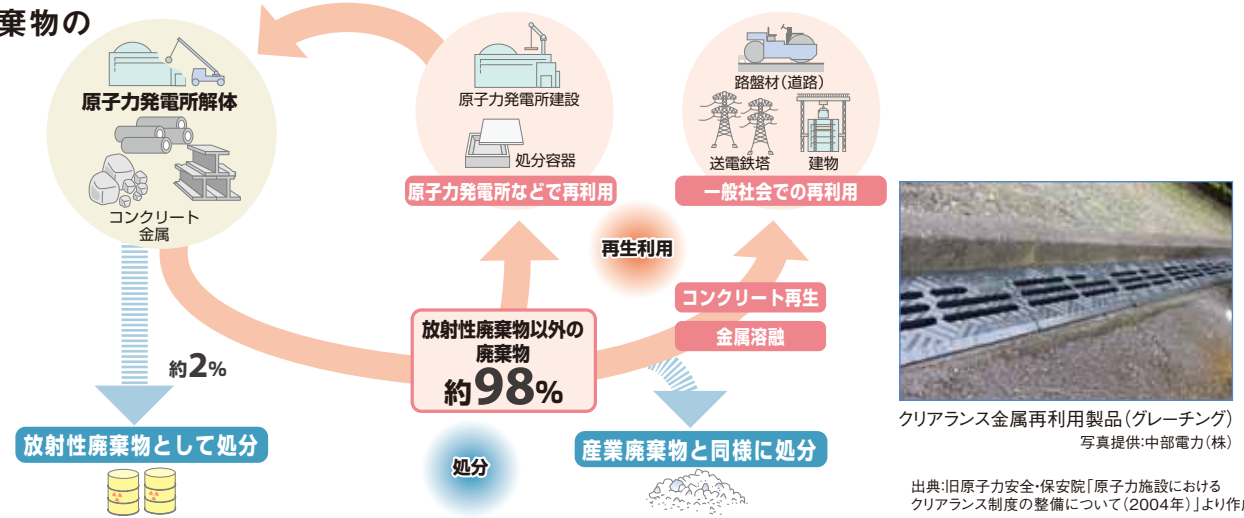 棄物の
原子力発電所解体
コンクリート
金属
原子力発電所建設
処分容器
原子力発電所などで再利用
路盤材(道路)
送電鉄塔
建物
一般社会での再利用
再生利用
コンクリート再生
金属溶融
放射性廃棄物以外の
廃棄物
約98%
約2%
放射性廃棄物として処分
処分
産業廃棄物と同様に処分
クリアランス金属再利用製品(グレーチング)
写真提供:中部電力(株)
出典:旧原子力安全・保安院「原子力施設における
クリアランス制度の整備について(2004年)」より作成